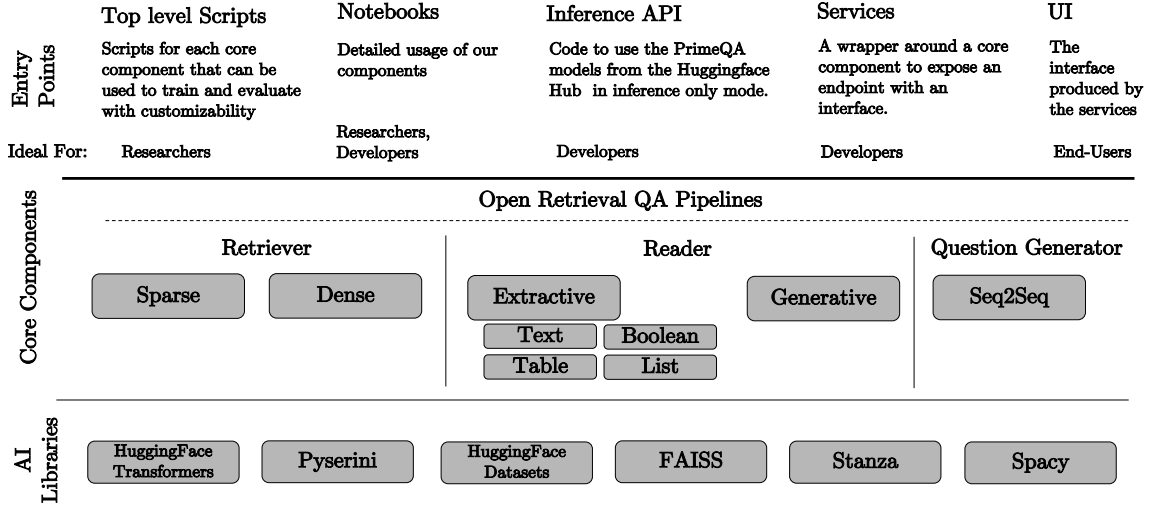 Top level Scripts
Scripts for each core
component that can be
used to train and evaluate
with customizability
Notebooks
Detailed usage of our
components
Inference API
Code to use the PrimeQA
models from the Huggingface
Hub in inference only mode.
Services
A wrapper around a core
component to expose an
endpoint with an
interface.
UI
The
interface
produced by
the services
Entry
Points
Ideal For:
Researchers
Researchers,
Developers
Developers
Developers
End-Users
Core Components
Open Retrieval QA Pipelines
Retriever
Sparse
Dense
Reader
Extractive
Text
Boolean
Table
List
Generative
Question Generator
Seq2Seq
AI
Libraries
HuggingFace
Transformers
Pyserini
HuggingFace
Datasets
FAISS
Stanza
Spacy